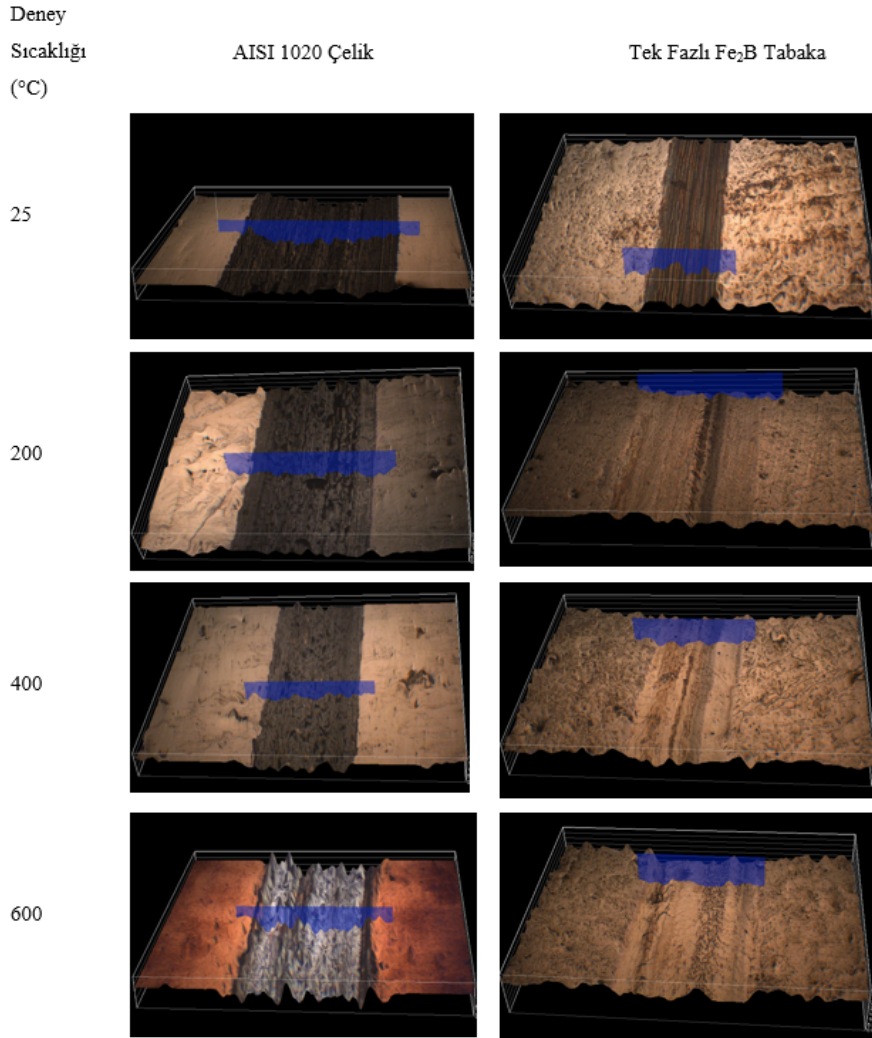 Deney
Sıcaklığı
(°C)
AISI 1020 Çelik
Tek Fazlı Fe₂B Tabaka
25
200
400
600